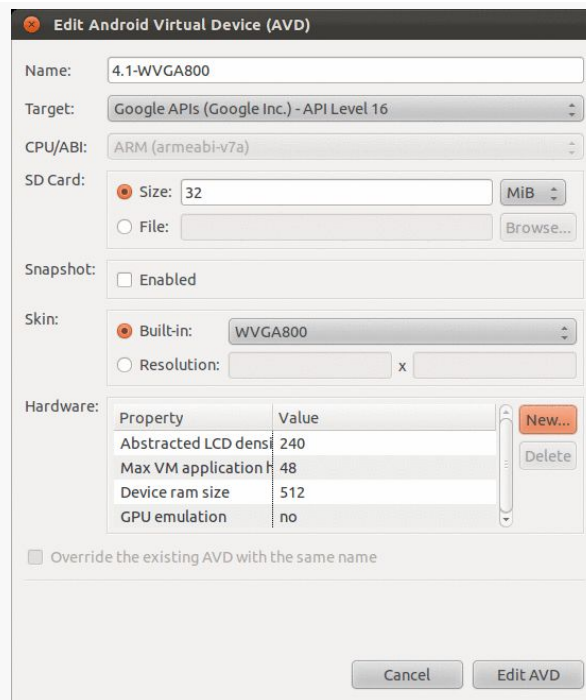 Edit Android Virtual Device (AVD)
Name: 4.1-WVGA800
Target: Google APIs (Google Inc.) - API Level 16
CPU/ABI: ARM (armeabi-v7a)
SD Card:
Size: 32 MiB
File: Browse...
Snapshot:
Enabled
Skin:
Built-in: WVGA800
Resolution: x
Hardware:
Property Value New...
Abstracted LCD densi 240
Max VM application h 48 Delete
Device ram size 512
GPU emulation no
Override the existing AVD with the same name
Cancel Edit AVD